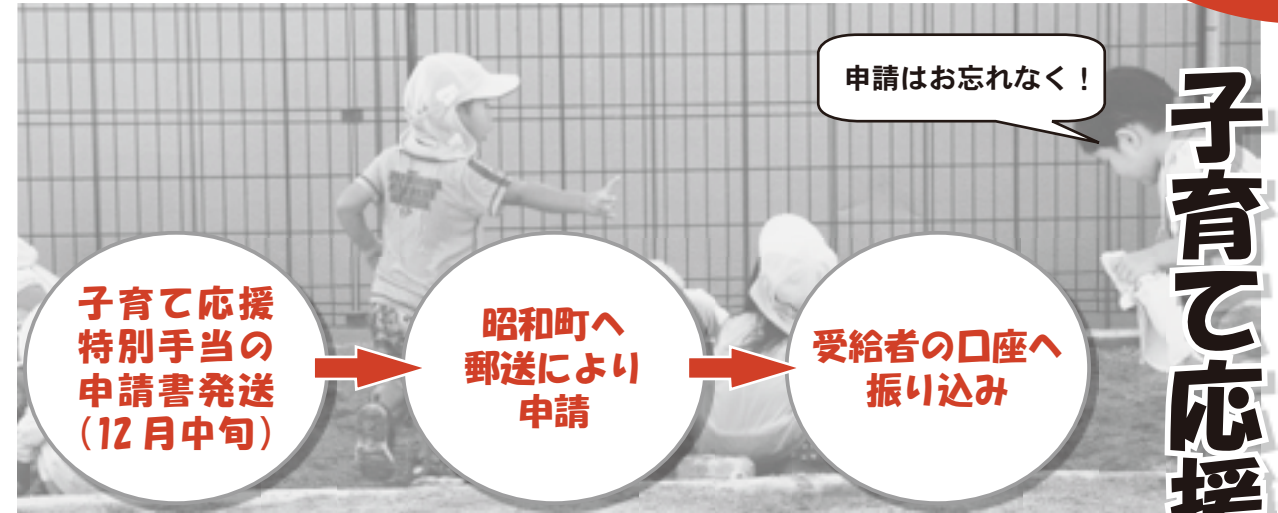 子育て応援
申請はお忘れなく！
子育て応援
特別手当の
申請書発送
（12月中旬）
昭和町へ
郵送により
申請
受給者の口座へ
振り込み